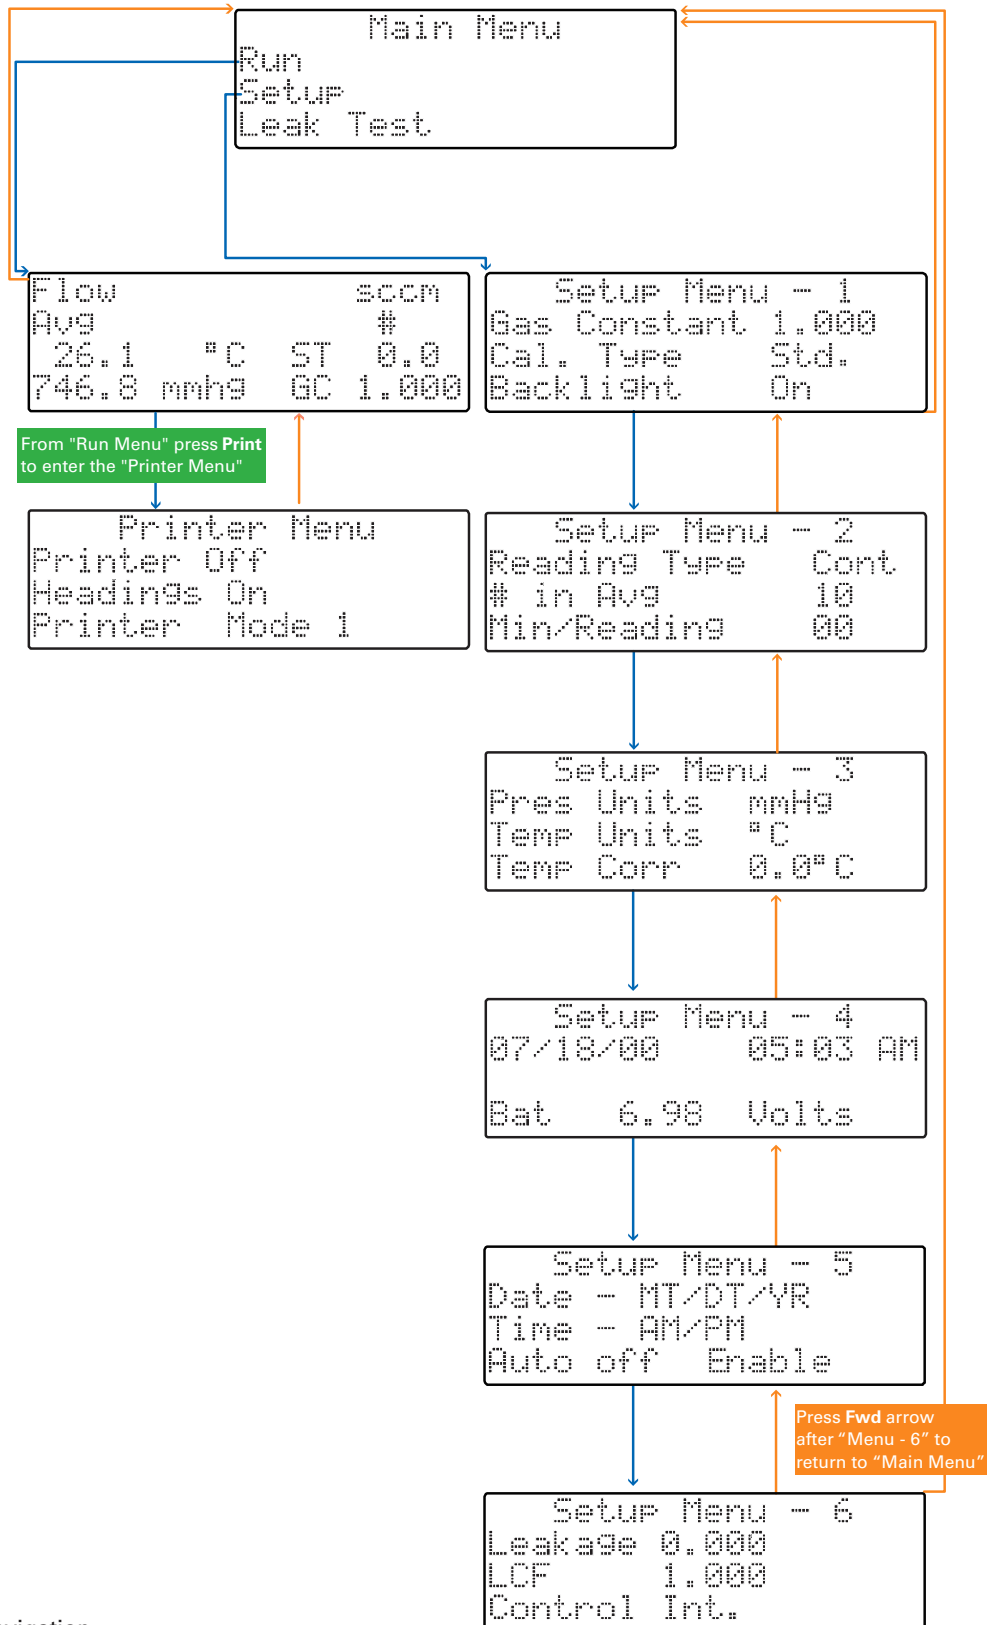 Main Menu
Run
Setup
Leak Test
Flow sccm
Avg #
26.1 °C ST 0.0
746.8 mmhg GC 1.000
From "Run Menu" press Print
to enter the "Printer Menu"
Printer Menu
Printer Off
Headings On
Printer Mode 1
Setup Menu - 1
Gas Constant 1.000
Cal. Type Std.
Backlight On
Setup Menu - 2
Reading Type Cont
# in Avg 10
Min/Reading 00
Setup Menu - 3
Pres Units mmHg
Temp Units °C
Temp Corr 0.0°C
Setup Menu - 4
07/18/00 05:03 AM
Bat 6.98 Volts
Setup Menu - 5
Date - MT/DT/YR
Time - AM/PM
Auto off Enable
Press Fwd arrow
after “Menu - 6” to
return to “Main Menu”
Setup Menu - 6
Leakage 0.000
LCF 1.000
Control Int.